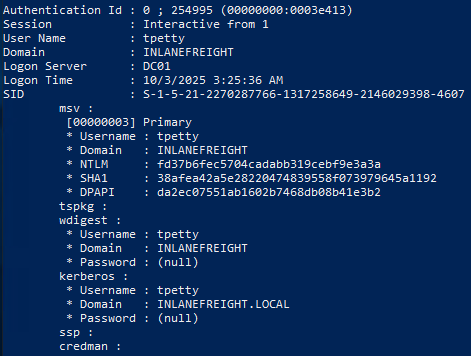 Authentication Id : 0 ; 254995 (00000000:0003e413)
Session           : Interactive from 1
User Name         : tpetty
Domain            : INLANEFREIGHT
Logon Server      : DC01
Logon Time        : 10/3/2025 3:25:36 AM
SID               : S-1-5-21-2270287766-1317258649-2146029398-4607
        msv :
         [00000003] Primary
         * Username : tpetty
         * Domain   : INLANEFREIGHT
         * NTLM     : fd37b6fec5704cadabb319cebf9e3a3a
         * SHA1     : 38afea42a5e28220474839558f073979645a1192
         * DPAPI    : da2ec07551ab1602b7468db08b41e3b2
        tspkg :
        wdigest :
         * Username : tpetty
         * Domain   : INLANEFREIGHT
         * Password : (null)
        kerberos :
         * Username : tpetty
         * Domain   : INLANEFREIGHT.LOCAL
         * Password : (null)
        ssp :
        credman :